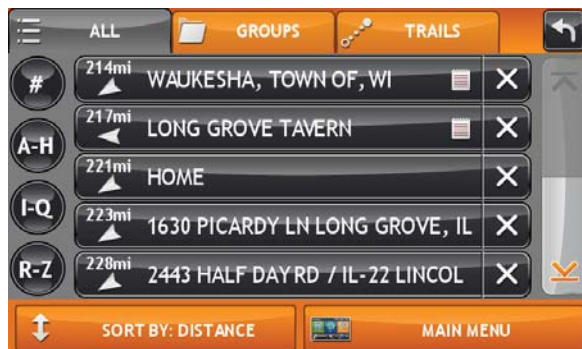 ALL GROUPS TRAILS
# 214mi WAUKESHA, TOWN OF, WI
A-H 217mi LONG GROVE TAVERN
221mi HOME
I-Q 223mi 1630 PICARDY LN LONG GROVE, IL
R-Z 228mi 2443 HALF DAY RD / IL-22 LINCOL
SORT BY: DISTANCE MAIN MENU